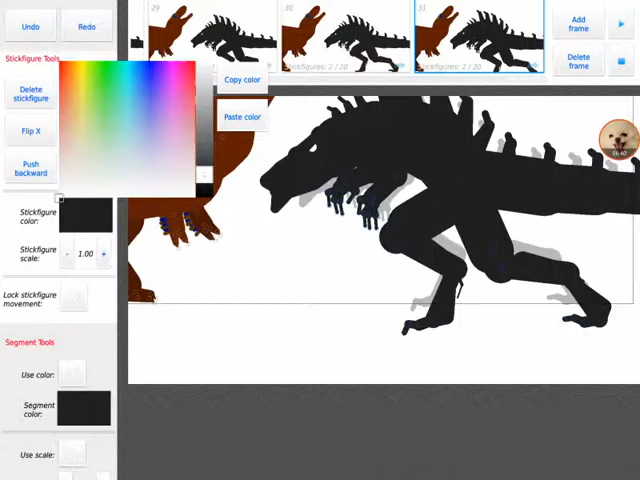 Undo
Redo
29
30
31
Add
frame
Stickfigures: 2 / 20
Stickfigures: 2 / 20
Delete
frame
Stickfigure Tools
Delete
stickfigure
Copy color
Flip X
Paste color
06:40
Push
backward
Stickfigure
color:
Stickfigure
scale:
-
1.00
+
Lock stickfigure
movement:
Segment Tools
Use color:
Segment
color:
Use scale: